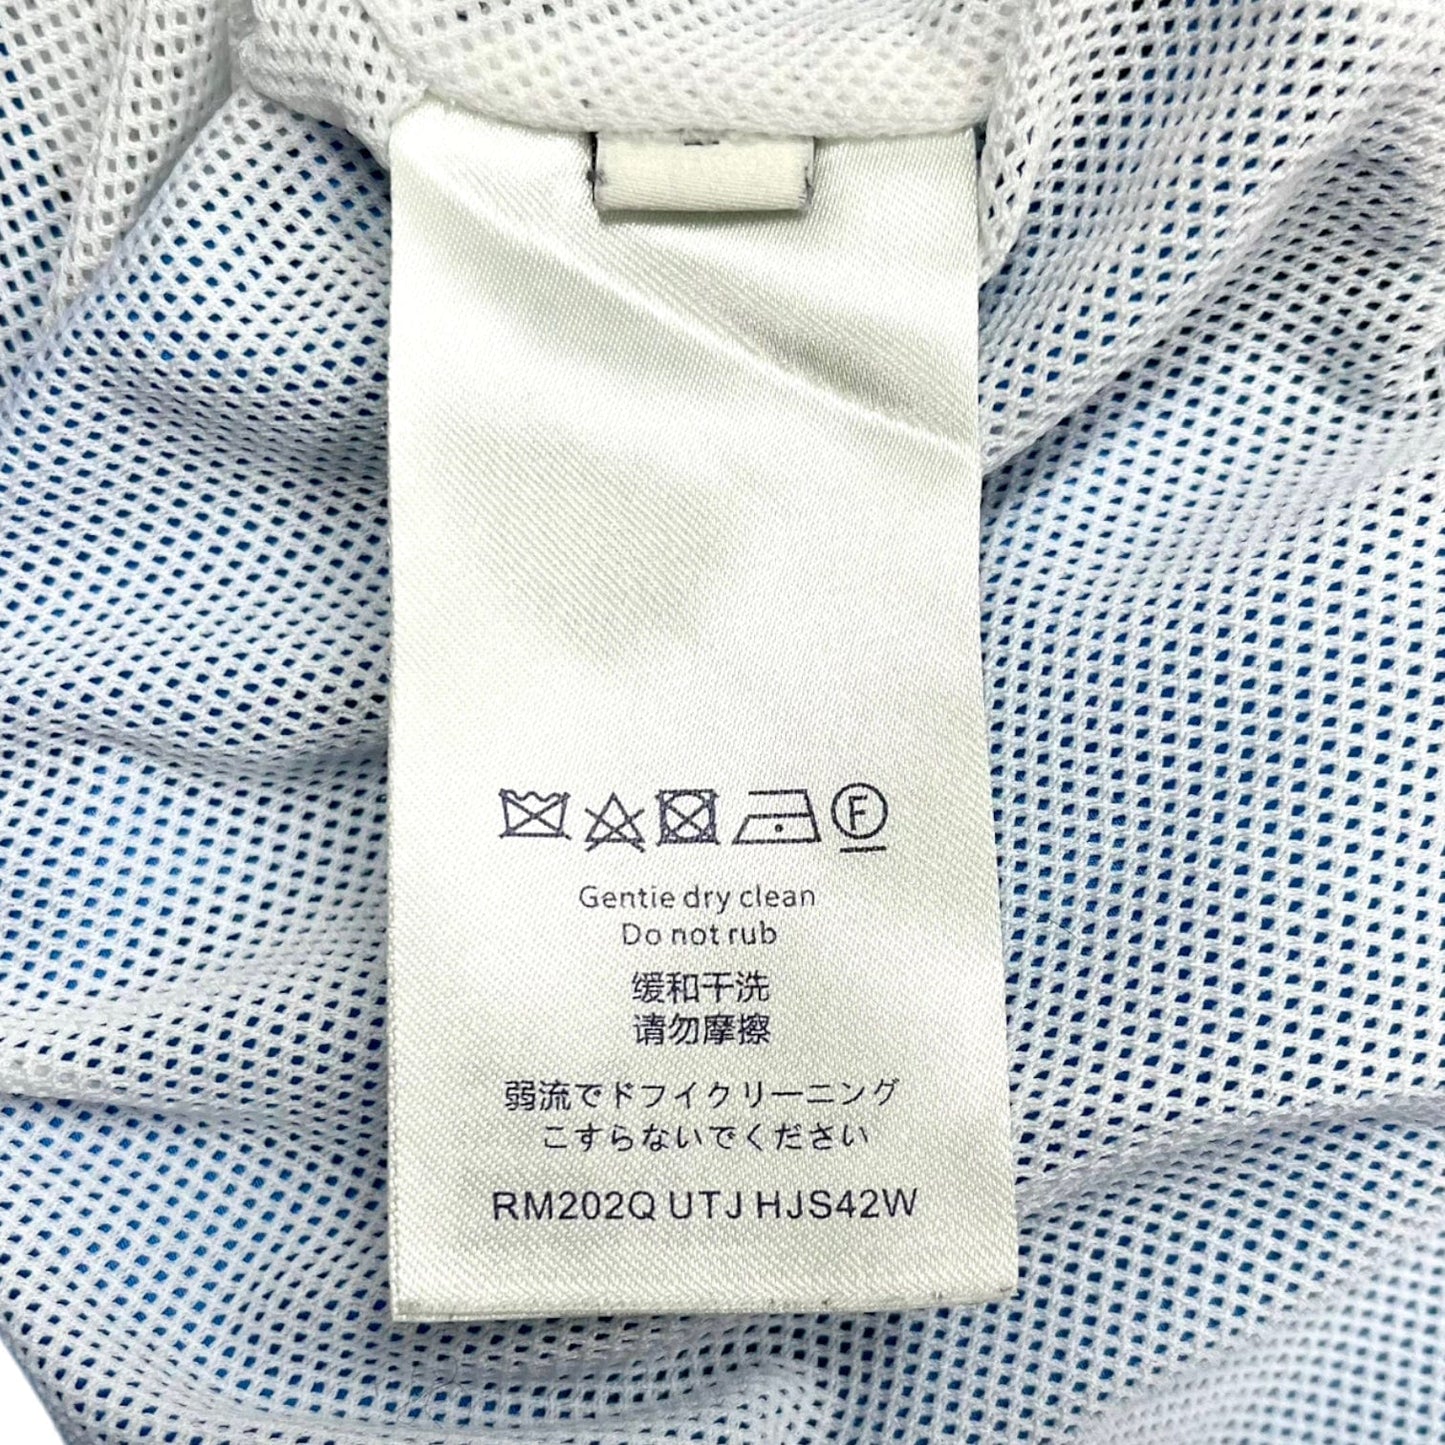 F
Gentie dry clean
Do not rub
缓和干洗
请勿摩擦
弱流でドフイクリーニング
こすらないでください
RM202Q UTJ HJS42W